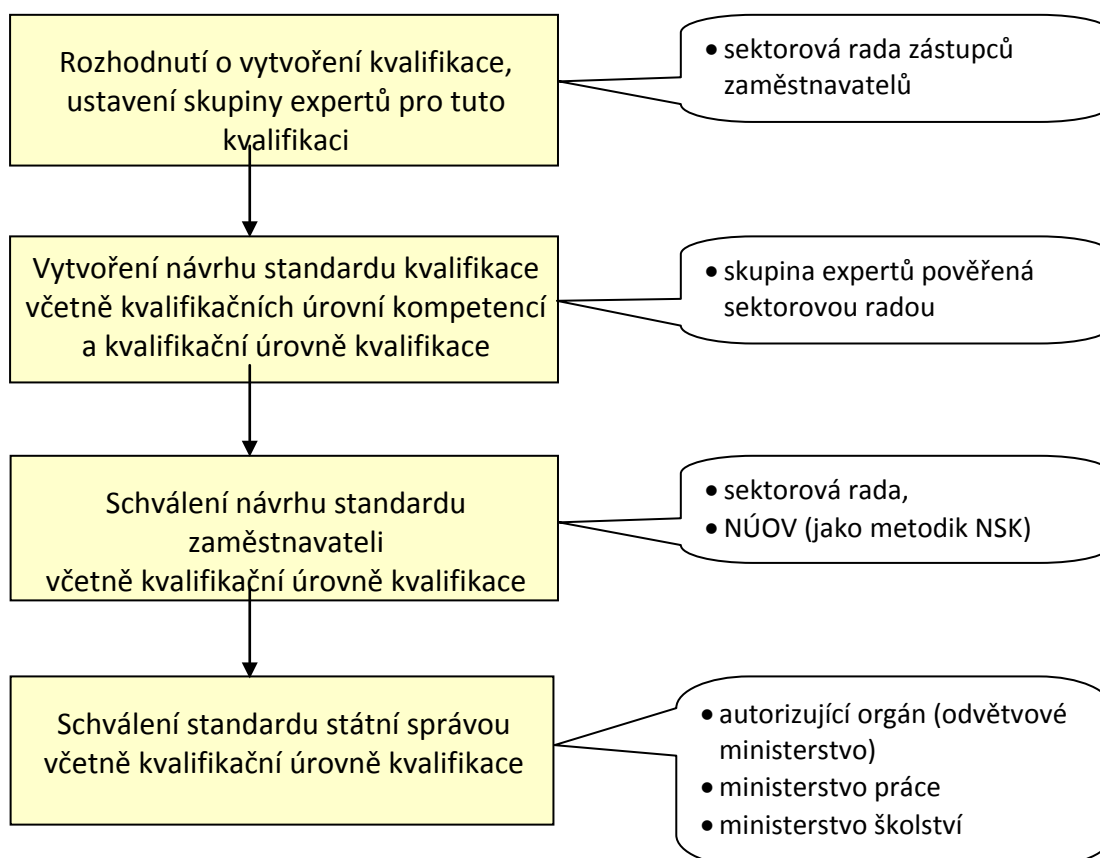 Rozhodnutí o vytvoření kvalifikace,
ustavení skupiny expertů pro tuto
kvalifikaci
• sektorová rada zástupců
zaměstnavatelů
Vytvoření návrhu standardu kvalifikace
včetně kvalifikačních úrovní kompetencí
a kvalifikační úrovně kvalifikace
• skupina expertů pověřená
sektorovou radou
Schválení návrhu standardu
zaměstnavateli
včetně kvalifikační úrovně kvalifikace
• sektorová rada,
• NÚOV (jako metodik NSK)
Schválení standardu státní správou
včetně kvalifikační úrovně kvalifikace
• autorizující orgán (odvětvové
ministerstvo)
• ministerstvo práce
• ministerstvo školství